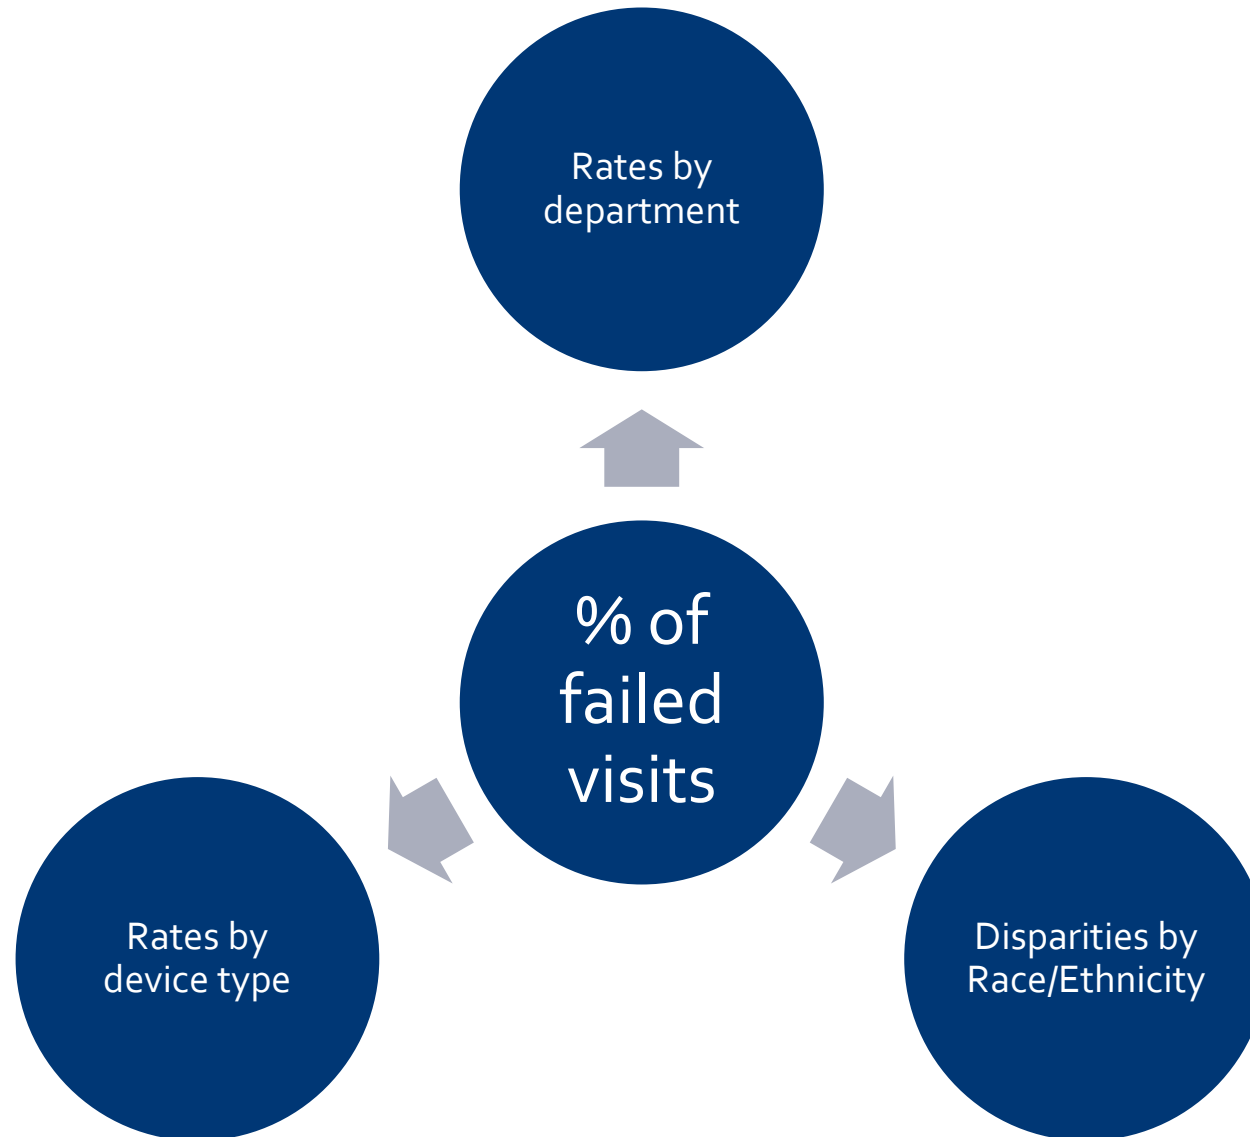 Rates by
department
% of
failed
visits
Rates by
device type
Disparities by
Race/Ethnicity